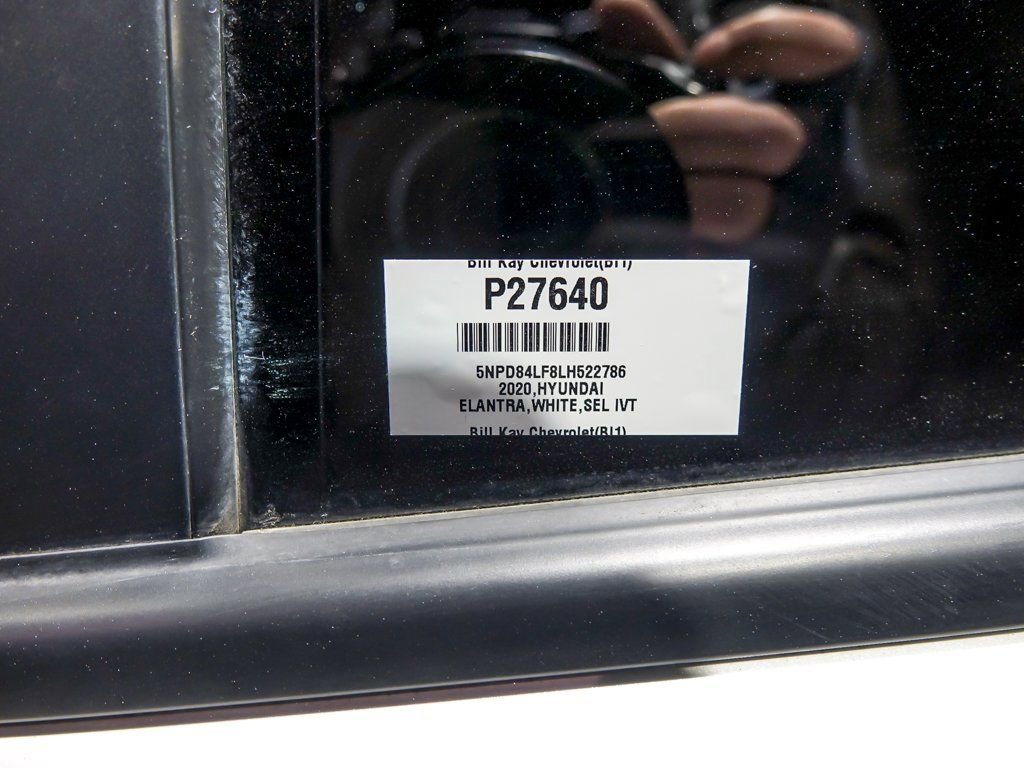 Bill Kay Chevrolet(BI1)
P27640
5NPD84LF8LH522786
2020,HYUNDAI
ELANTRA,WHITE,SEL IVT
Bill Kay Chevrolet(BI1)